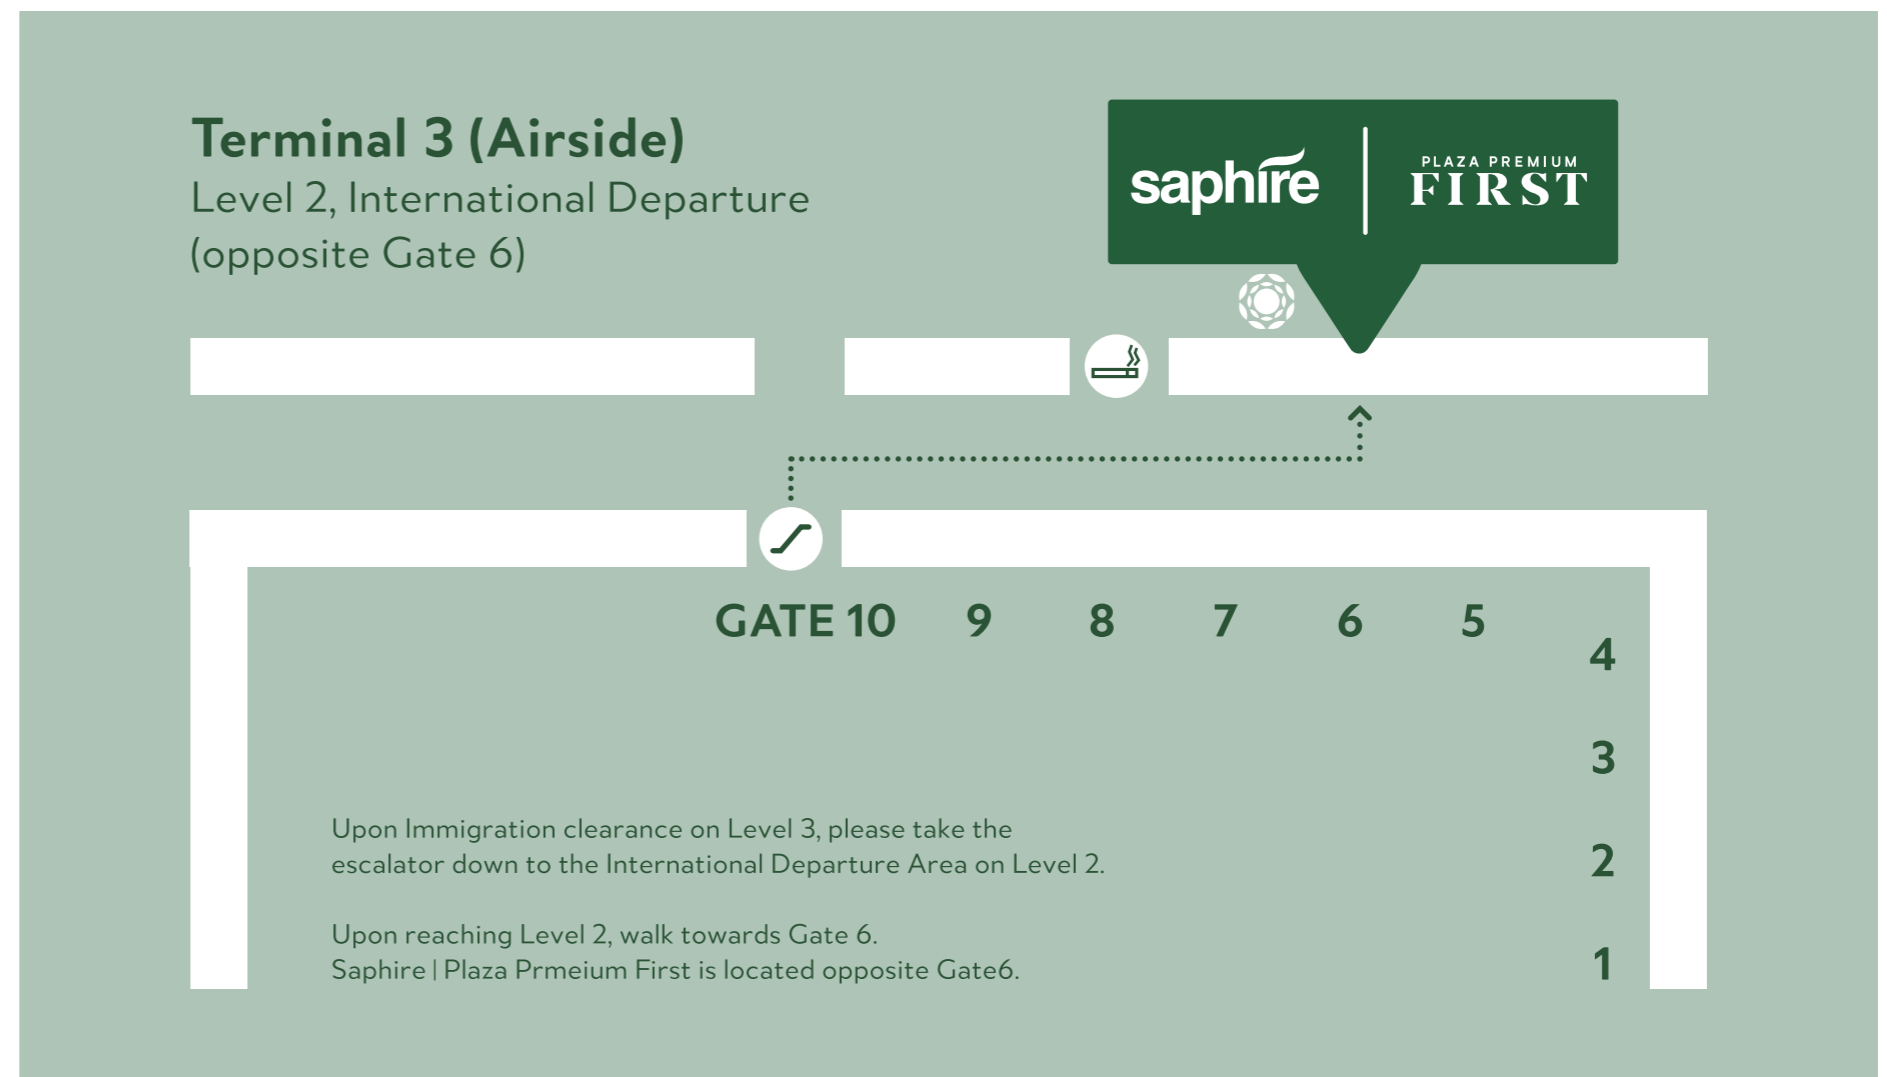 Terminal 3 (Airside)
Level 2, International Departure
(opposite Gate 6)
saphire
PLAZA PREMIUM
FIRST
GATE 10 9 8 7 6 5
4
3
2
1
Upon Immigration clearance on Level 3, please take the
escalator down to the International Departure Area on Level 2.
Upon reaching Level 2, walk towards Gate 6.
Saphire | Plaza Prmeium First is located opposite Gate6.